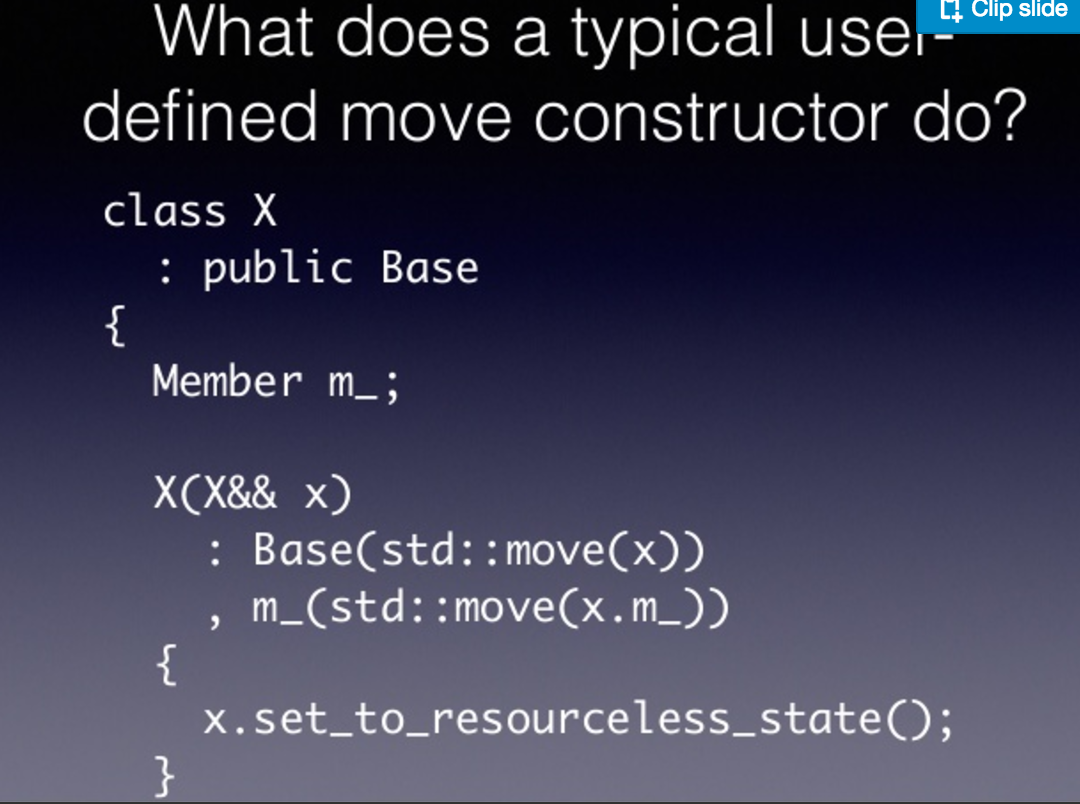 Clip slide
What does a typical user-
defined move constructor do?
class X
  : public Base
{
  Member m_;
  X(X&& x)
    : Base(std::move(x))
    , m_(std::move(x.m_))
  {
    x.set_to_resourceless_state();
  }